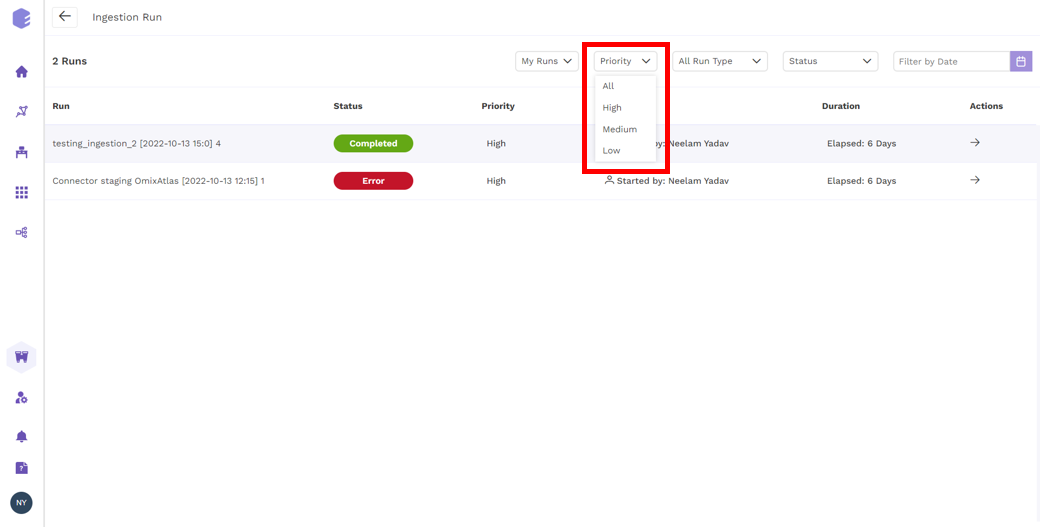 Ingestion Run
2 Runs
My Runs
Priority
All Run Type
Status
Filter by Date
All
High
Medium
Low
Run Status Priority Duration Actions
testing_ingestion_2 [2022-10-13 15:0] 4 Completed High by: Neelam Yadav Elapsed: 6 Days
Connector staging OmixAtlas [2022-10-13 12:15] 1 Error High Started by: Neelam Yadav Elapsed: 6 Days
?
NY